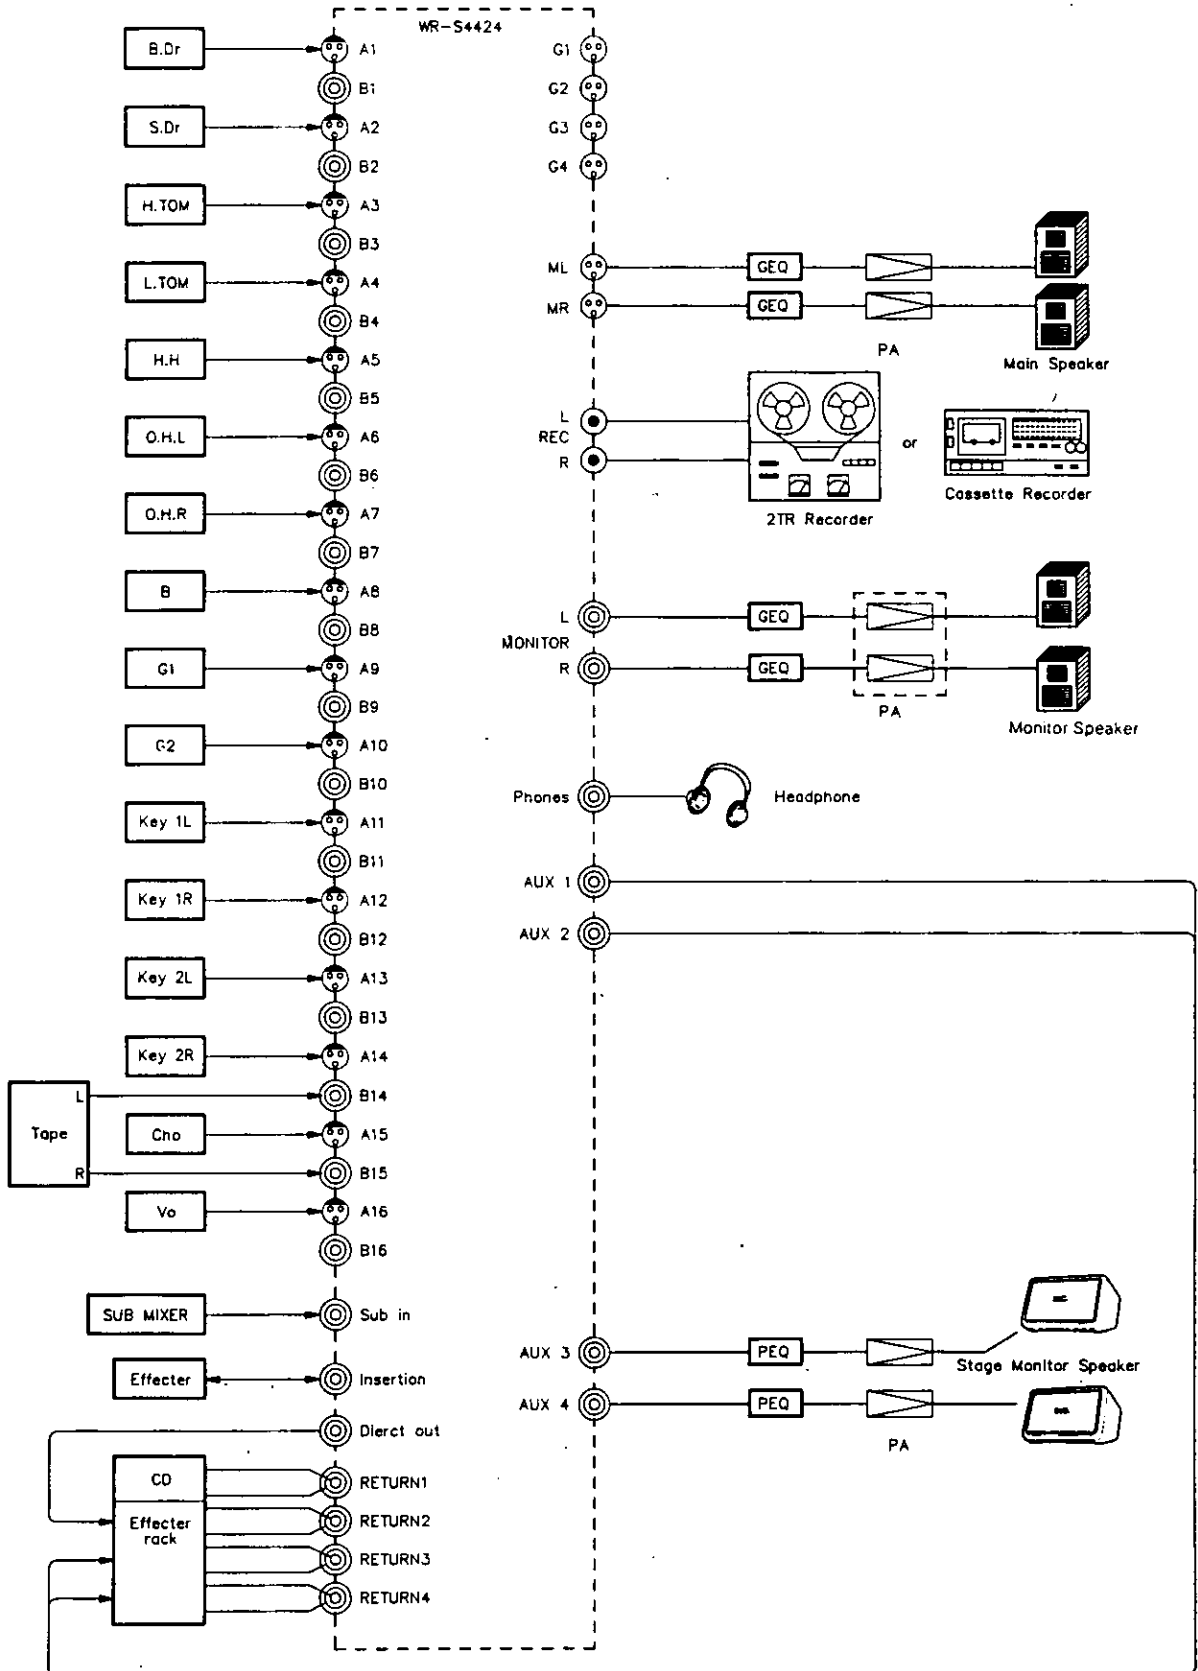 WR-S4424
B.Dr
A1
B1
S.Dr
A2
B2
H.TOM
A3
B3
L.TOM
A4
B4
H.H
A5
B5
O.H.L
A6
B6
O.H.R
A7
B7
B
A8
B8
G1
A9
B9
G2
A10
B10
Key 1L
A11
B11
Key 1R
A12
B12
Key 2L
A13
B13
Key 2R
A14
Tape
L
B14
Cho
A15
R
B15
Vo
A16
B16
SUB MIXER
Sub in
Effecter
Insertion
Dierct out
CD
RETURN1
Effecter
rack
RETURN2
RETURN3
RETURN4
G1
G2
G3
G4
ML
GEQ
MR
GEQ
PA
Main Speaker
L
REC
R
2TR Recorder
or
Cassette Recorder
L
GEQ
MONITOR
R
GEQ
PA
Monitor Speaker
Phones
Headphone
AUX 1
AUX 2
AUX 3
PEQ
Stage Monitor Speaker
AUX 4
PEQ
PA